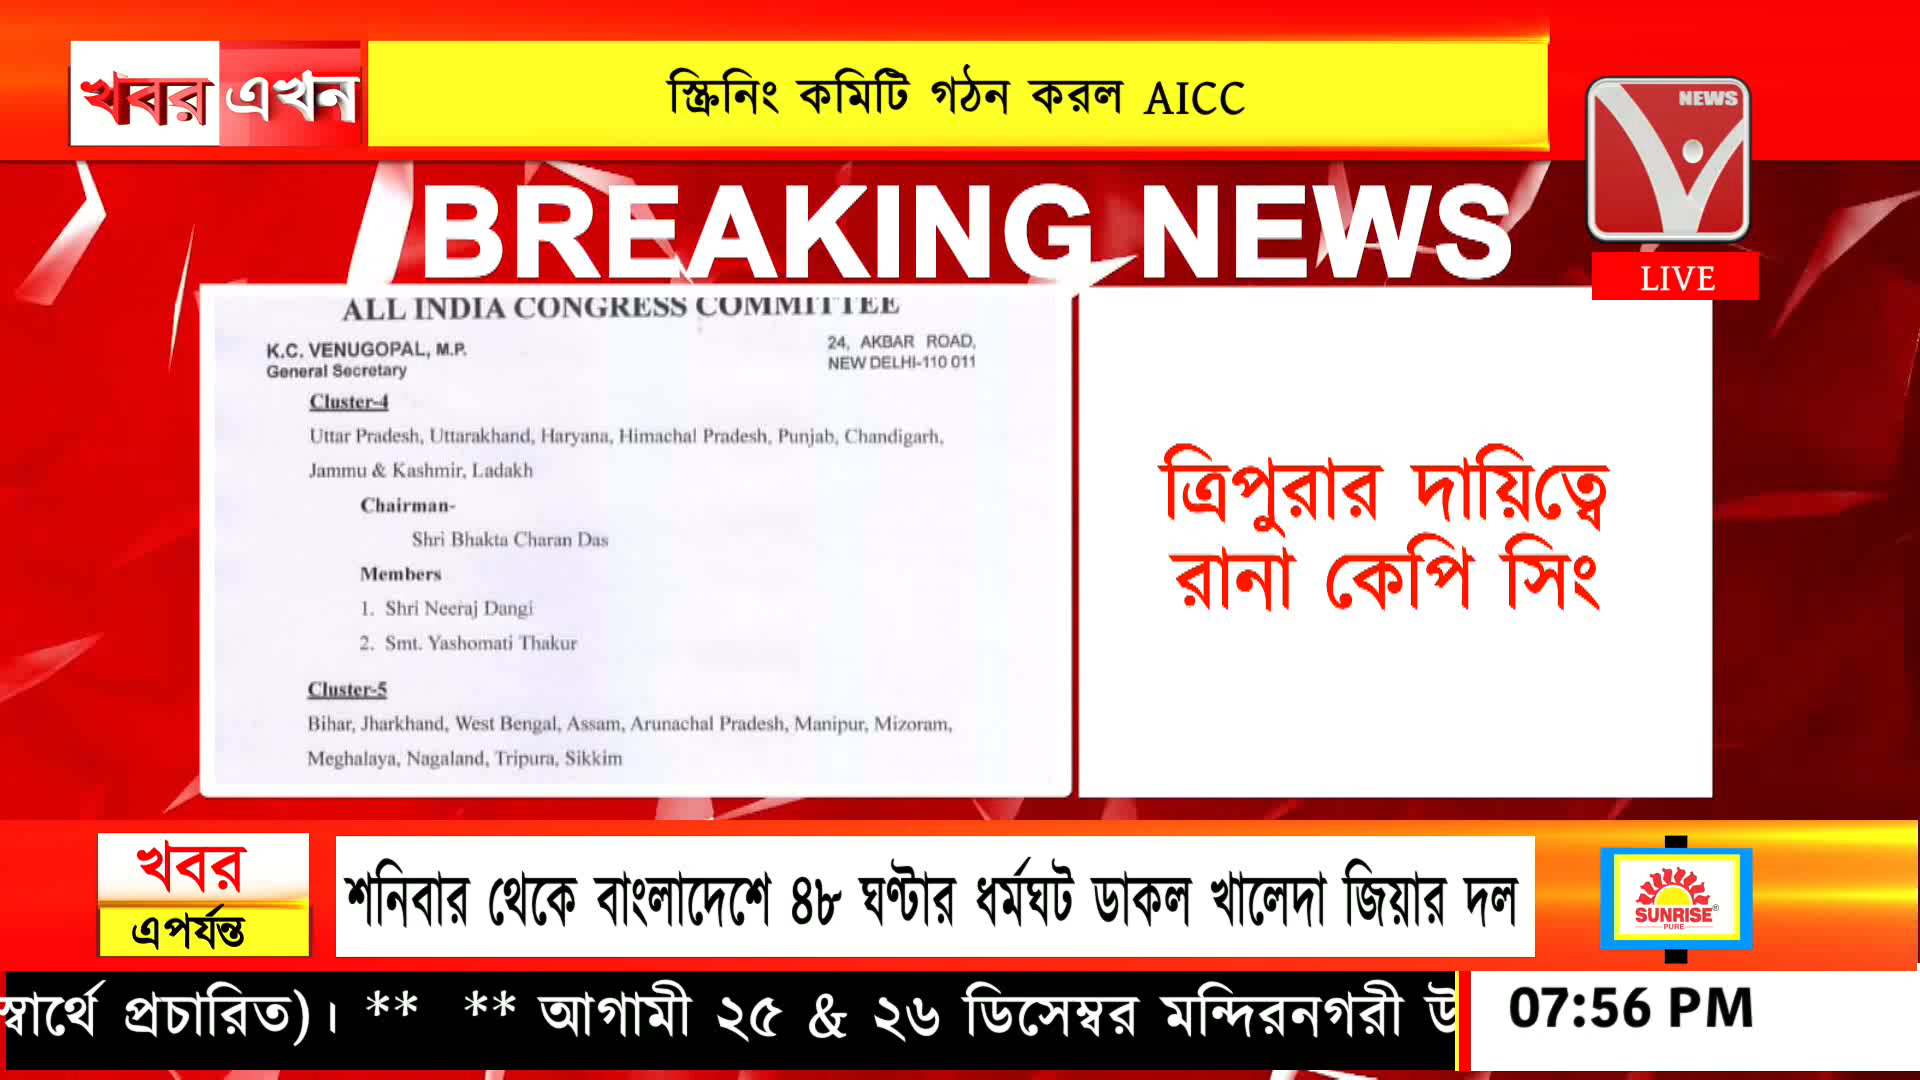 খবর এখন
স্ক্রিনিং কমিটি গঠন করল AICC
NEWS
LIVE
BREAKING NEWS
ALL INDIA CONGRESS COMMITTEE
K.C. VENUGOPAL, M.P.
General Secretary
24, AKBAR ROAD,
NEW DELHI-110 011
Cluster-4
Uttar Pradesh, Uttarakhand, Haryana, Himachal Pradesh, Punjab, Chandigarh,
Jammu & Kashmir, Ladakh
Chairman-
Shri Bhakta Charan Das
Members
1. Shri Neeraj Dangi
2. Smt. Yashomati Thakur
Cluster-5
Bihar, Jharkhand, West Bengal, Assam, Arunachal Pradesh, Manipur, Mizoram,
Meghalaya, Nagaland, Tripura, Sikkim
ত্রিপুরার দায়িত্বে
রানা কেপি সিং
খবর
এপর্যন্ত
শনিবার থেকে বাংলাদেশে ৪৮ ঘণ্টার ধর্মঘট ডাকল খালেদা জিয়ার দল
SUNRISE®
PURE
স্বার্থে প্রচারিত)। ** ** আগামী ২৫ & ২৬ ডিসেম্বর মন্দিরনগরী উ
07:56 PM